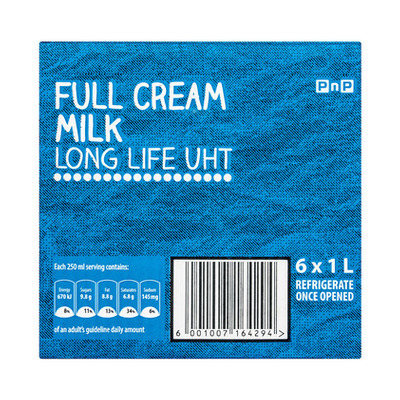 PnP
FULL CREAM
MILK
LONG LIFE UHT
Each 250 ml serving contains:
Energy Sugars Fat Saturates Sodium
670 kJ 9.8 g 8.8 g 6.8 g 145 mg
8% 11% 13% 34% 6%
of an adult's guideline daily amount
6 001007 164294 >
6 x 1 L
REFRIGERATE
ONCE OPENED